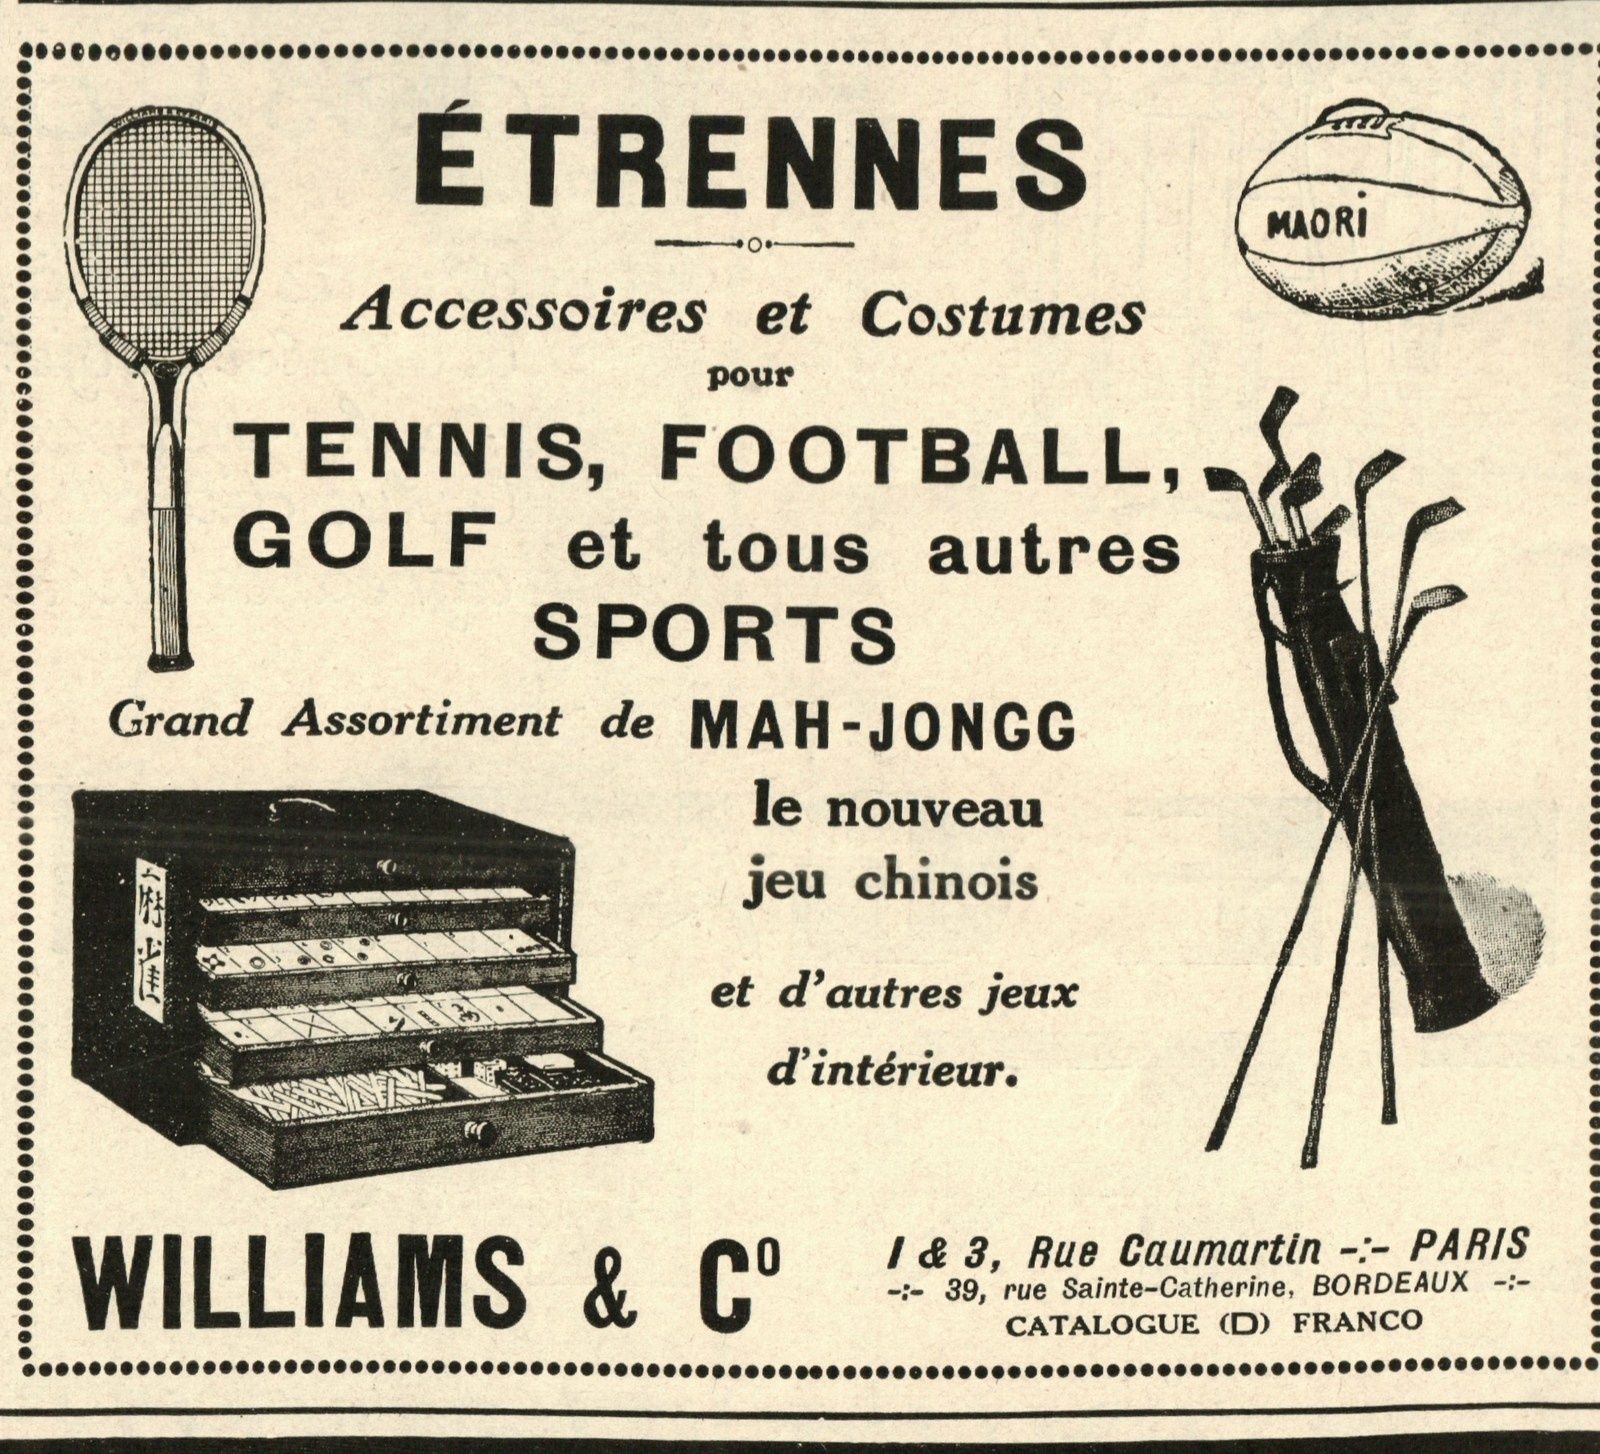 ÉTRENNES
Accessoires et Costumes
pour
TENNIS, FOOTBALL,
GOLF et tous autres
SPORTS
Grand Assortiment de MAH-JONGG
le nouveau
jeu chinois
et d'autres jeux
d'intérieur.
MAORI
WILLIAMS & Cº
1 & 3, Rue Caumartin -:- PARIS
-:- 39, rue Sainte-Catherine, BORDEAUX -:-
CATALOGUE (D) FRANCO